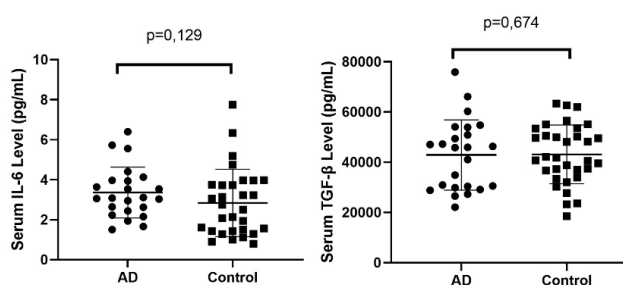 p=0,129
Serum IL-6 Level (pg/mL)
10
8
6
4
2
0
AD
Control
p=0,674
Serum TGF-β Level (pg/mL)
80000
60000
40000
20000
0
AD
Control